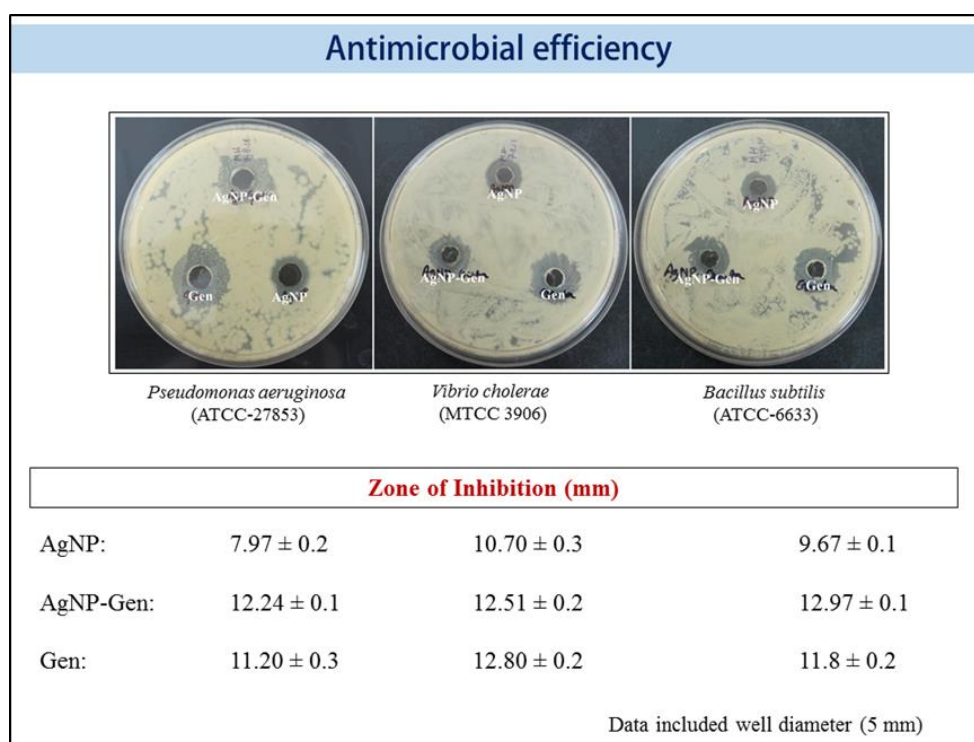 Antimicrobial efficiency
AgNP-Gen
Gen
AgNP
AgNP
AgNP-Gen
Gen
AgNP
AgNP-Gen
Gen
Pseudomonas aeruginosa
(ATCC-27853)
Vibrio cholerae
(MTCC 3906)
Bacillus subtilis
(ATCC-6633)
Zone of Inhibition (mm)
AgNP: 7.97 ± 0.2 10.70 ± 0.3 9.67 ± 0.1
AgNP-Gen: 12.24 ± 0.1 12.51 ± 0.2 12.97 ± 0.1
Gen: 11.20 ± 0.3 12.80 ± 0.2 11.8 ± 0.2
Data included well diameter (5 mm)